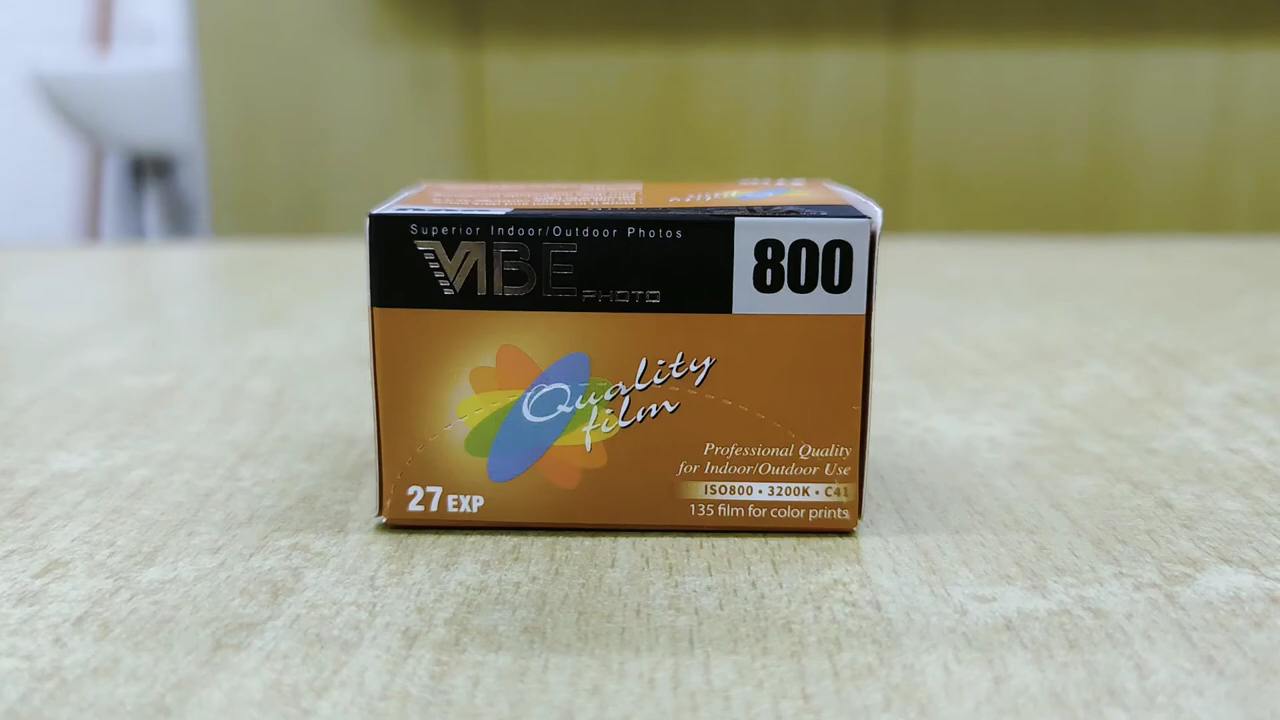 Superior Indoor/Outdoor Photos
VIBE
PHOTO
800
Quality
film
Professional Quality
for Indoor/Outdoor Use
ISO800 • 3200K • C41
27 EXP
135 film for color prints